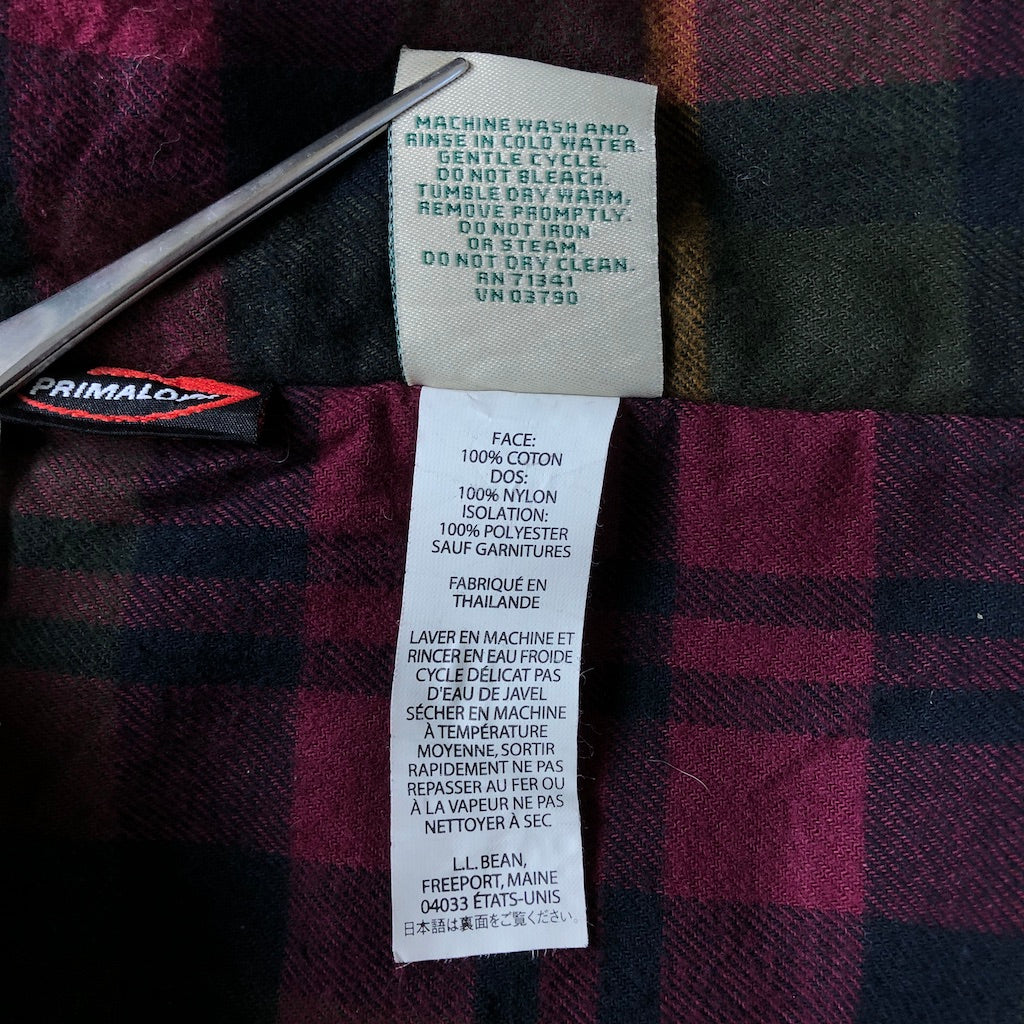 MACHINE WASH AND
RINSE IN COLD WATER.
GENTLE CYCLE.
DO NOT BLEACH.
TUMBLE DRY WARM,
REMOVE PROMPTLY.
DO NOT IRON
OR STEAM.
DO NOT DRY CLEAN.
RN 71341
VN 03790
PRIMALOFT
FACE:
100% COTON
DOS:
100% NYLON
ISOLATION:
100% POLYESTER
SAUF GARNITURES
FABRIQUÉ EN
THAILANDE
LAVER EN MACHINE ET
RINCER EN EAU FROIDE
CYCLE DÉLICAT PAS
D'EAU DE JAVEL
SÉCHER EN MACHINE
À TEMPÉRATURE
MOYENNE, SORTIR
RAPIDEMENT NE PAS
REPASSER AU FER OU
À LA VAPEUR NE PAS
NETTOYER À SEC
L.L. BEAN,
FREEPORT, MAINE
04033 ÉTATS-UNIS
日本語は裏面をご覧ください。